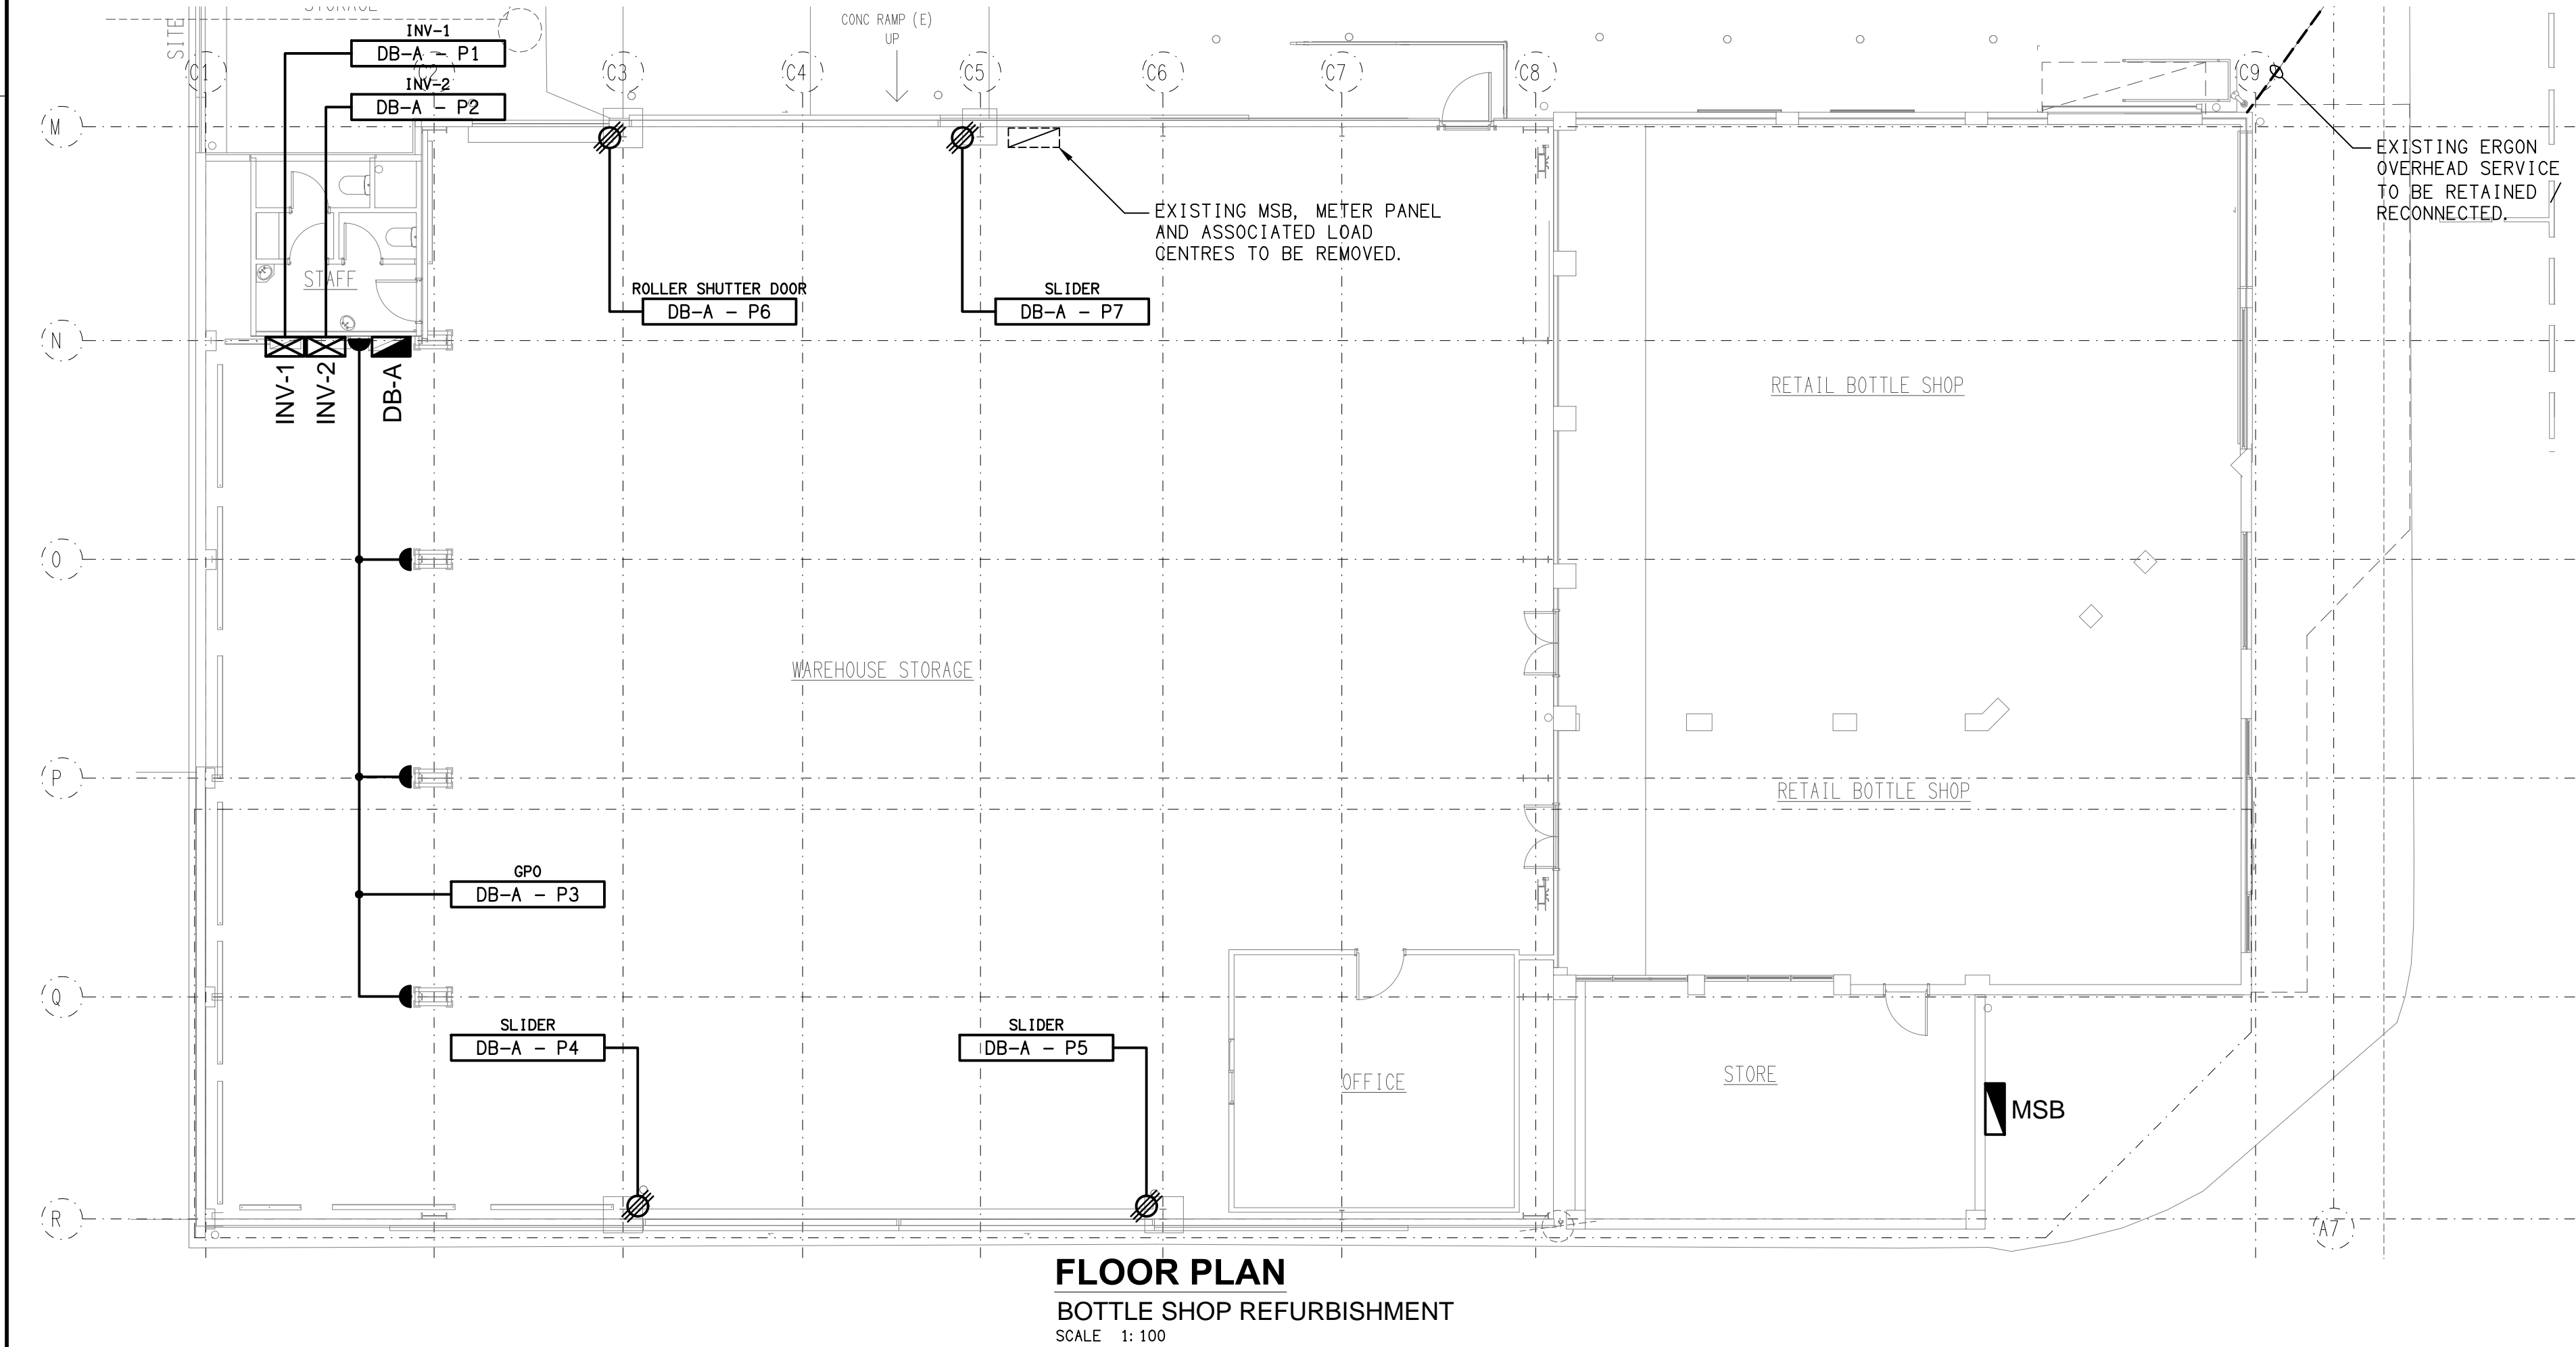 SITE
CONC RAMP (E)
UP
INV-1
DB-A - P1
INV-2
DB-A - P2
C1
C2
C3
C4
C5
C6
C7
C8
C9
M
EXISTING ERGON
OVERHEAD SERVICE
TO BE RETAINED /
RECONNECTED.
EXISTING MSB, METER PANEL
AND ASSOCIATED LOAD
CENTRES TO BE REMOVED.
STAFF
ROLLER SHUTTER DOOR
DB-A - P6
SLIDER
DB-A - P7
N
INV-1
INV-2
DB-A
RETAIL BOTTLE SHOP
O
WAREHOUSE STORAGE
P
RETAIL BOTTLE SHOP
GPO
DB-A - P3
Q
SLIDER
DB-A - P4
SLIDER
DB-A - P5
OFFICE
STORE
MSB
R
A7
FLOOR PLAN
BOTTLE SHOP REFURBISHMENT
SCALE 1:100